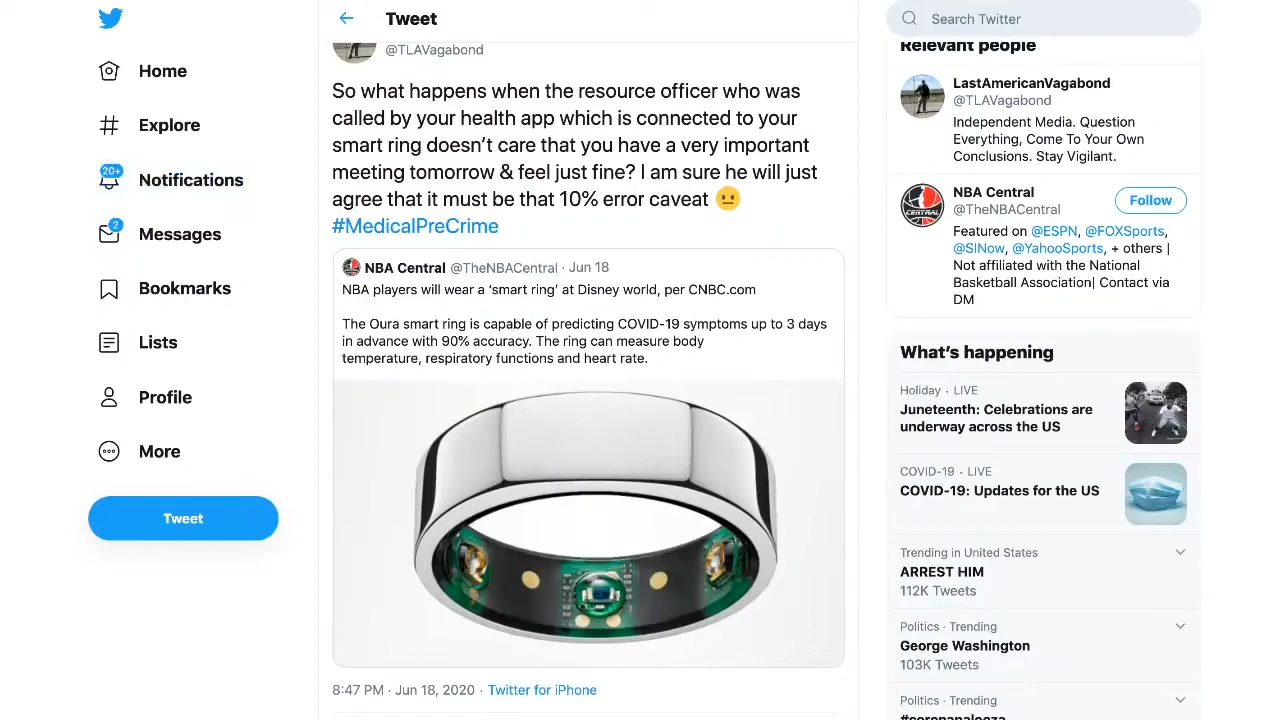 Home
Explore
20+
Notifications
2
Messages
Bookmarks
Lists
Profile
More
Tweet
Tweet
@TLAVagabond
So what happens when the resource officer who was
called by your health app which is connected to your
smart ring doesn’t care that you have a very important
meeting tomorrow & feel just fine? I am sure he will just
agree that it must be that 10% error caveat 😐
#MedicalPreCrime
NBA Central @TheNBACentral · Jun 18
NBA players will wear a ‘smart ring’ at Disney world, per CNBC.com
The Oura smart ring is capable of predicting COVID-19 symptoms up to 3 days
in advance with 90% accuracy. The ring can measure body
temperature, respiratory functions and heart rate.
8:47 PM · Jun 18, 2020 · Twitter for iPhone
Search Twitter
Relevant people
LastAmericanVagabond
@TLAVagabond
Independent Media. Question
Everything, Come To Your Own
Conclusions. Stay Vigilant.
CENTRAL
NBA Central
@TheNBACentral
Follow
Featured on @ESPN, @FOXSports,
@SINow, @YahooSports, + others |
Not affiliated with the National
Basketball Association| Contact via
DM
What’s happening
Holiday · LIVE
Juneteenth: Celebrations are
underway across the US
COVID-19 · LIVE
COVID-19: Updates for the US
Trending in United States
ARREST HIM
112K Tweets
Politics · Trending
George Washington
103K Tweets
Politics · Trending
#coronapalooza